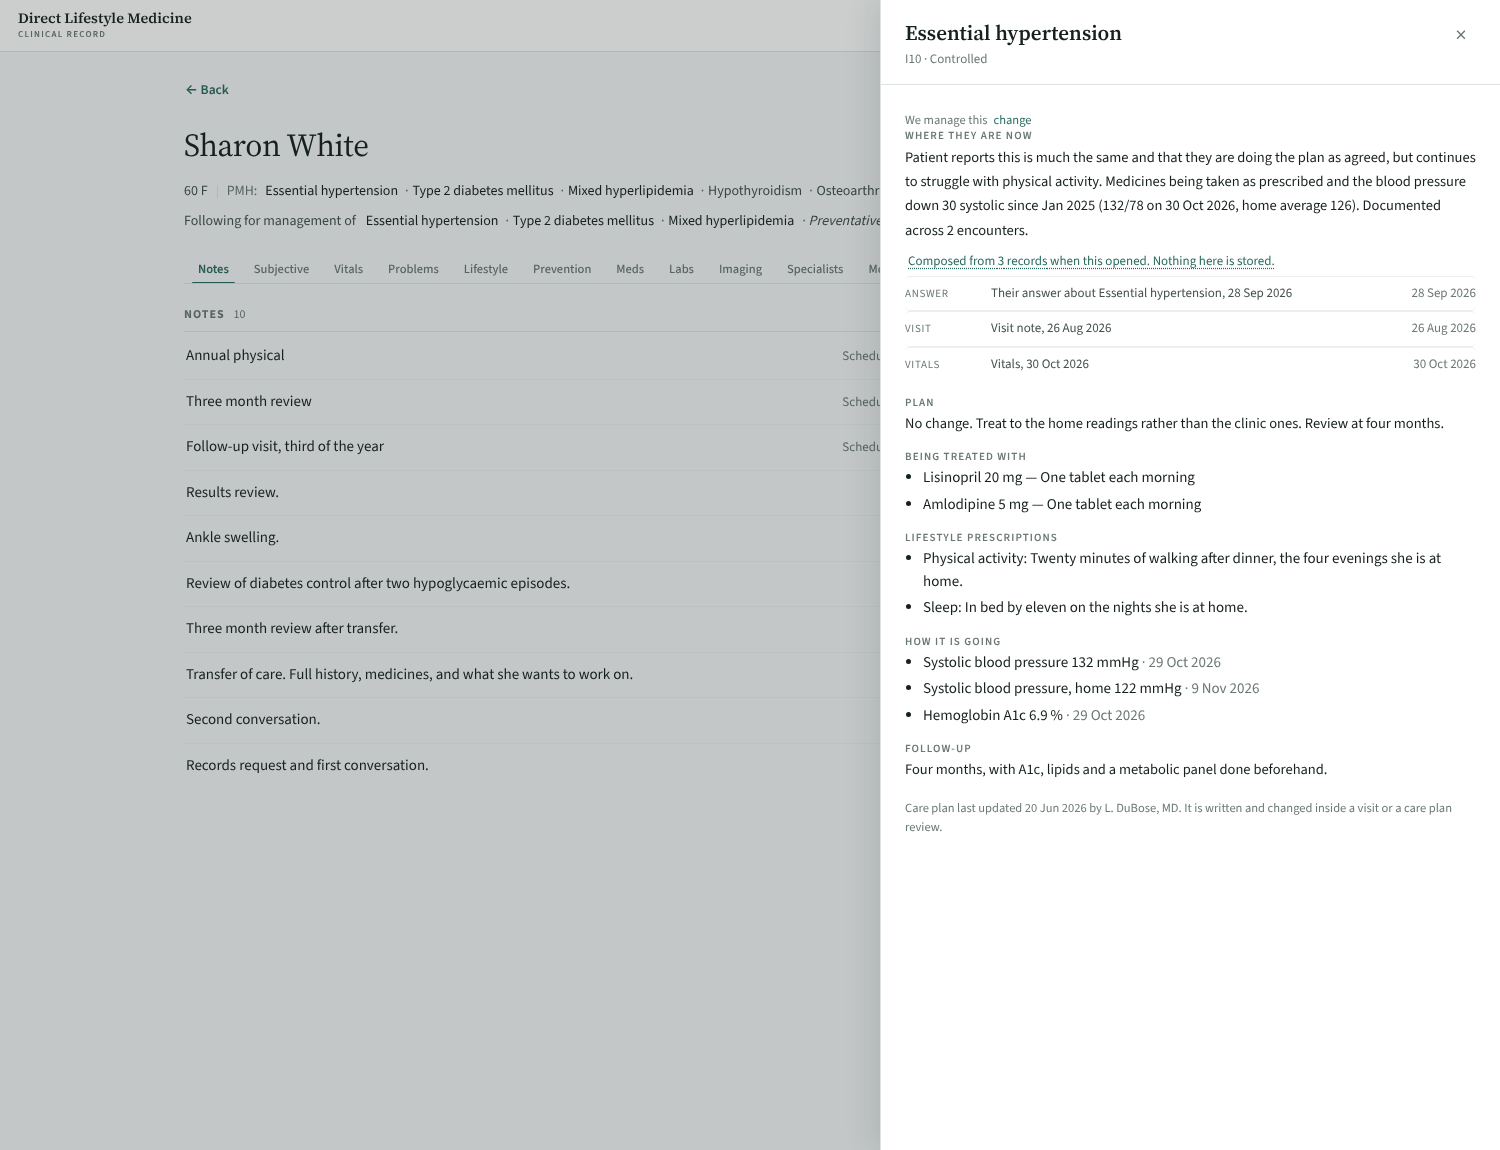 Direct Lifestyle Medicine
CLINICAL RECORD
← Back
Sharon White
60 F PMH: Essential hypertension · Type 2 diabetes mellitus · Mixed hyperlipidemia · Hypothyroidism · Osteoarthr
Following for management of Essential hypertension · Type 2 diabetes mellitus · Mixed hyperlipidemia · Preventative
Notes Subjective Vitals Problems Lifestyle Prevention Meds Labs Imaging Specialists
NOTES 10
Annual physical Schedu
Three month review Schedu
Follow-up visit, third of the year Schedu
Results review.
Ankle swelling.
Review of diabetes control after two hypoglycaemic episodes.
Three month review after transfer.
Transfer of care. Full history, medicines, and what she wants to work on.
Second conversation.
Records request and first conversation.
Essential hypertension ×
I10 · Controlled
We manage this change
WHERE THEY ARE NOW
Patient reports this is much the same and that they are doing the plan as agreed, but continues
to struggle with physical activity. Medicines being taken as prescribed and the blood pressure
down 30 systolic since Jan 2025 (132/78 on 30 Oct 2026, home average 126). Documented
across 2 encounters.
Composed from 3 records when this opened. Nothing here is stored.
ANSWER Their answer about Essential hypertension, 28 Sep 2026 28 Sep 2026
VISIT Visit note, 26 Aug 2026 26 Aug 2026
VITALS Vitals, 30 Oct 2026 30 Oct 2026
PLAN
No change. Treat to the home readings rather than the clinic ones. Review at four months.
BEING TREATED WITH
• Lisinopril 20 mg — One tablet each morning
• Amlodipine 5 mg — One tablet each morning
LIFESTYLE PRESCRIPTIONS
• Physical activity: Twenty minutes of walking after dinner, the four evenings she is at
home.
• Sleep: In bed by eleven on the nights she is at home.
HOW IT IS GOING
• Systolic blood pressure 132 mmHg · 29 Oct 2026
• Systolic blood pressure, home 122 mmHg · 9 Nov 2026
• Hemoglobin A1c 6.9 % · 29 Oct 2026
FOLLOW-UP
Four months, with A1c, lipids and a metabolic panel done beforehand.
Care plan last updated 20 Jun 2026 by L. DuBose, MD. It is written and changed inside a visit or a care plan
review.